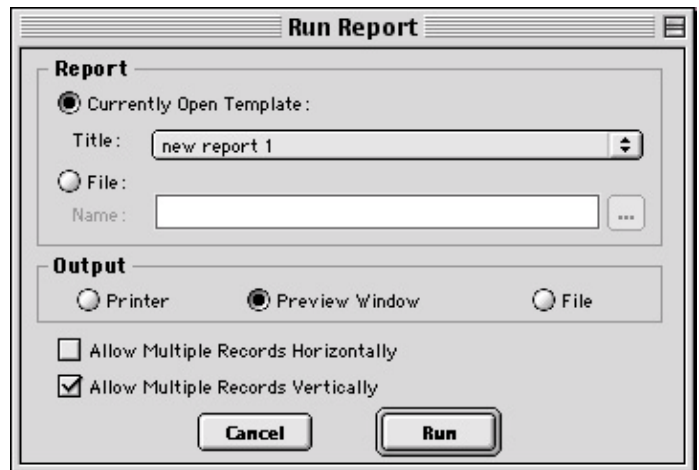 Run Report
Report
Currently Open Template:
Title: new report 1
File:
Name: ...
Output
Printer Preview Window File
Allow Multiple Records Horizontally
Allow Multiple Records Vertically
Cancel Run